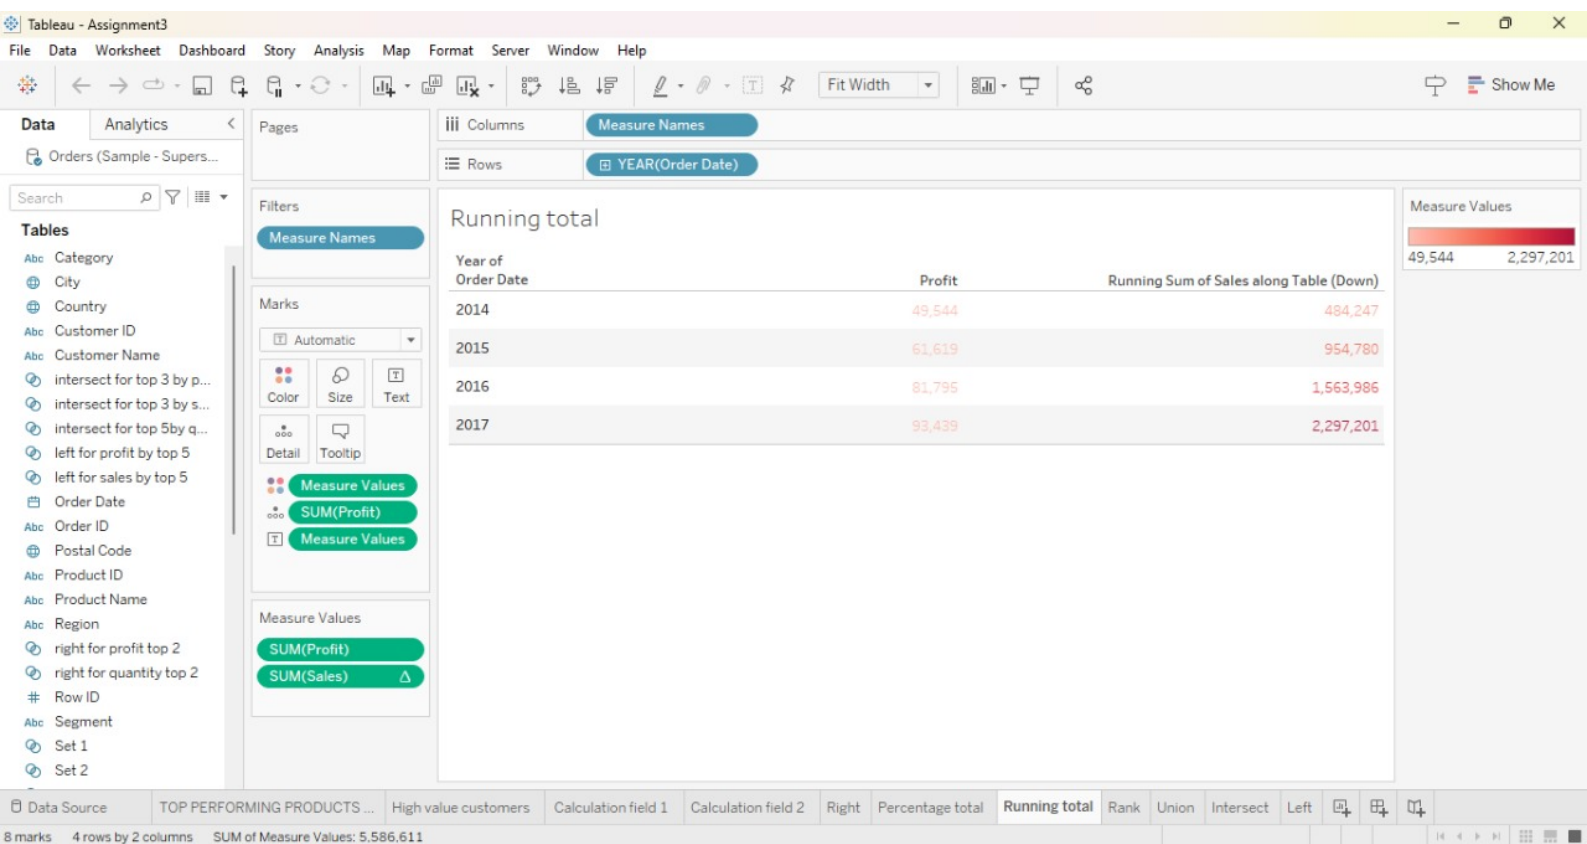 Tableau - Assignment3
File Data Worksheet Dashboard Story Analysis Map Format Server Window Help
Fit Width
Show Me
Data Analytics
Orders (Sample - Supers...
Search
Tables
Abc Category
City
Country
Abc Customer ID
Abc Customer Name
intersect for top 3 by p...
intersect for top 3 by s...
intersect for top 5by q...
left for profit by top 5
left for sales by top 5
Order Date
Abc Order ID
Postal Code
Abc Product ID
Abc Product Name
Abc Region
right for profit top 2
right for quantity top 2
# Row ID
Abc Segment
Set 1
Set 2
Pages
Filters
Measure Names
Marks
Automatic
Color Size Text
Detail Tooltip
Measure Values
SUM(Profit)
Measure Values
Measure Values
SUM(Profit)
SUM(Sales) Δ
Columns Measure Names
Rows YEAR(Order Date)
Running total
Year of
Order Date Profit Running Sum of Sales along Table (Down)
2014 49,544 484,247
2015 61,619 954,780
2016 81,795 1,563,986
2017 93,439 2,297,201
Measure Values
49,544 2,297,201
Data Source TOP PERFORMING PRODUCTS ... High value customers Calculation field 1 Calculation field 2 Right Percentage total Running total Rank Union Intersect Left
8 marks 4 rows by 2 columns SUM of Measure Values: 5,586,611